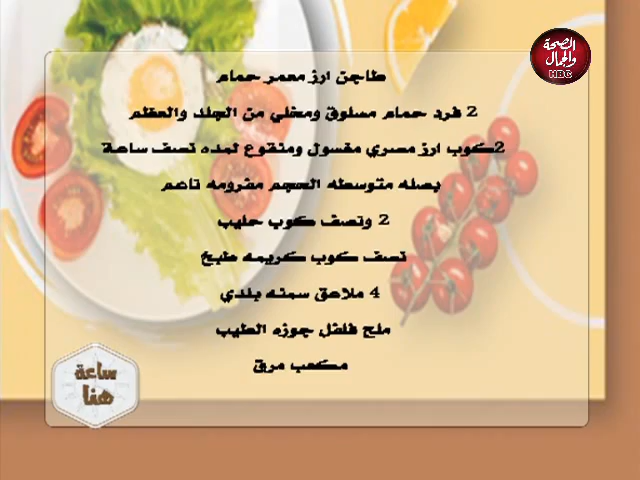 الصحة
والجمال
HBC
طاجن ارز معمر حمام
2 فرد حمام مسلوق ومخلي من الجلد والعظم
2كوب ارز مصري مغسول ومنقوع لمده نصف ساعة
بصله متوسطه الحجم مفرومه ناعم
2 ونصف كوب حليب
نصف كوب كريمه طبخ
4 ملاعق سمنه بلدي
ملح فلفل جوزه الطيب
مكعب مرق
ساعة
هنا